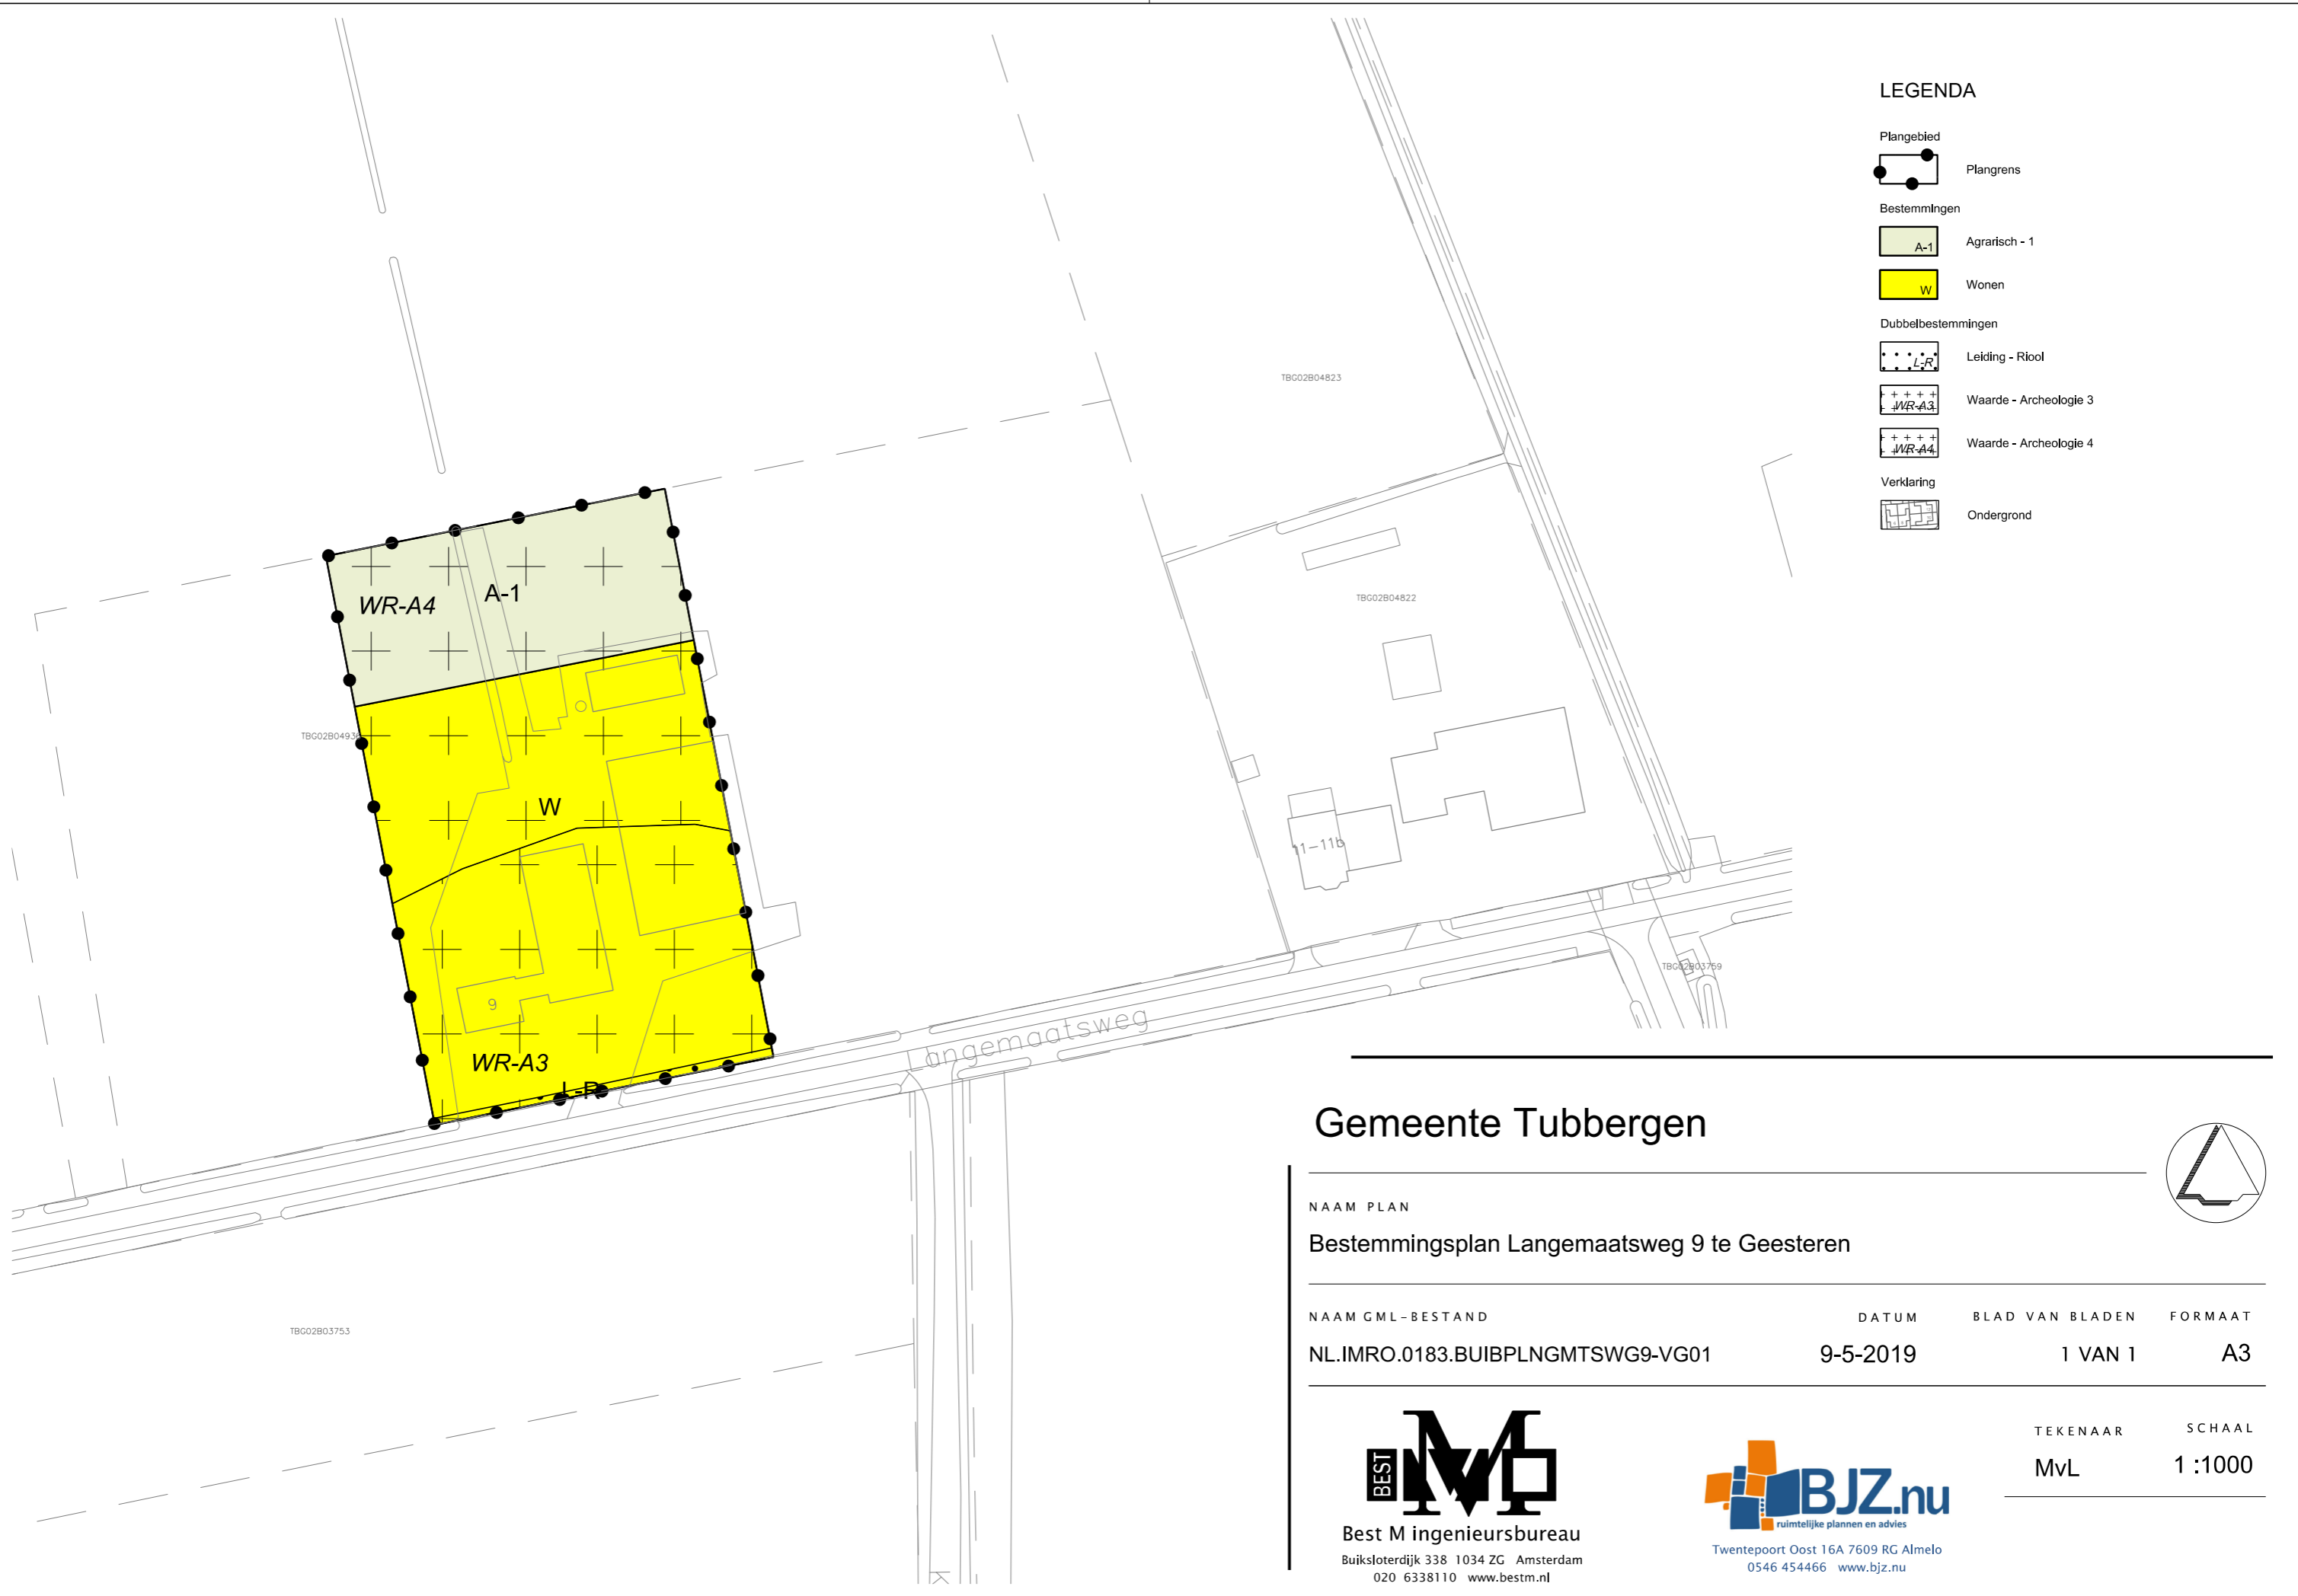 LEGENDA
Plangebied
Plangrens
Bestemmingen
A-1
Agrarisch - 1
W
Wonen
Dubbelbestemmingen
L-R
Leiding - Riool
WR-A3
Waarde - Archeologie 3
WR-A4
Waarde - Archeologie 4
Verklaring
Ondergrond
TBG02B04823
TBG02B04822
WR-A4
A-1
TBG02B04936
W
11-11b
9
TBG02B03759
WR-A3
L-R
Langemaatsweg
TBG02B03753
K
Gemeente Tubbergen
NAAM PLAN
Bestemmingsplan Langemaatsweg 9 te Geesteren
NAAM GML-BESTAND
DATUM
BLAD VAN BLADEN
FORMAAT
NL.IMRO.0183.BUIBPLNGMTSWG9-VG01
9-5-2019
1 VAN 1
A3
TEKENAAR
SCHAAL
MvL
1 :1000
BEST
M
Best M ingenieursbureau
Buiksloterdijk 338 1034 ZG Amsterdam
020 6338110 www.bestm.nl
BJZ.nu
ruimtelijke plannen en advies
Twentepoort Oost 16A 7609 RG Almelo
0546 454466 www.bjz.nu